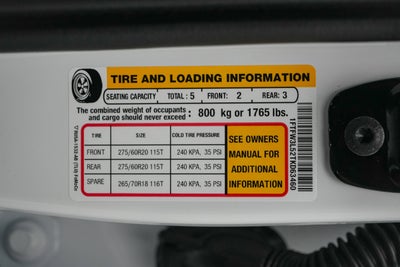 TIRE AND LOADING INFORMATION
SEATING CAPACITY TOTAL : 5 FRONT: 2 REAR: 3
The combined weight of occupants
and cargo should never exceed : 800 kg or 1765 lbs.
TIRE SIZE COLD TIRE PRESSURE
FRONT 275/60R20 115T 240 KPA, 35 PSI
REAR 275/60R20 115T 240 KPA, 35 PSI
SPARE 265/70R18 116T 240 KPA, 35 PSI
SEE OWNERS
MANUAL FOR
ADDITIONAL
INFORMATION